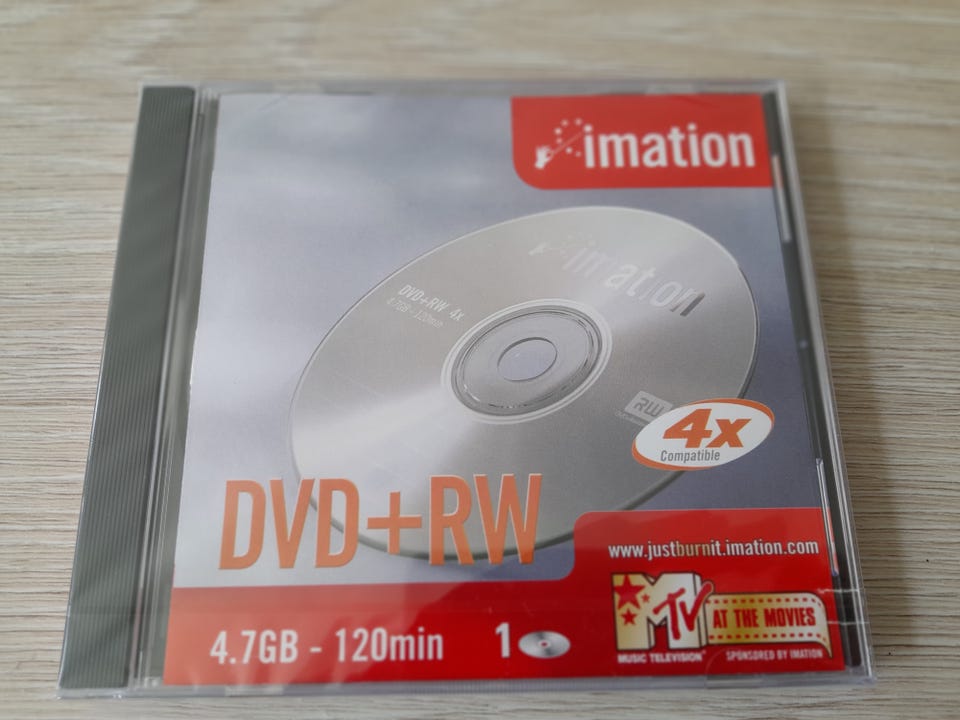 imation
imation
DVD+RW 4x
4.7GB - 120min
RW
4x
Compatible
DVD+RW
www.justburnit.imation.com
MTV
AT THE MOVIES
MUSIC TELEVISION
SPONSORED BY IMATION
4.7GB - 120min
1